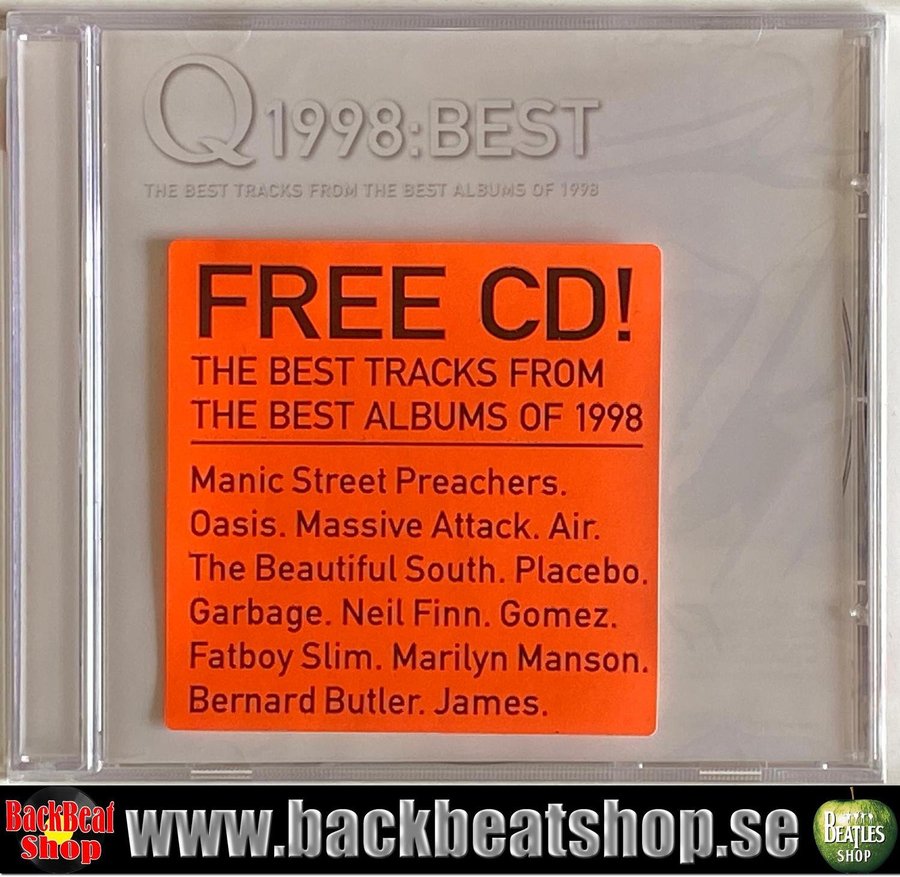 Q 1998:BEST
THE BEST TRACKS FROM THE BEST ALBUMS OF 1998
FREE CD!
THE BEST TRACKS FROM
THE BEST ALBUMS OF 1998
Manic Street Preachers.
Oasis. Massive Attack. Air.
The Beautiful South. Placebo.
Garbage. Neil Finn. Gomez.
Fatboy Slim. Marilyn Manson.
Bernard Butler. James.
BackBeat
Shop
www.backbeatshop.se
BEATLES
SHOP